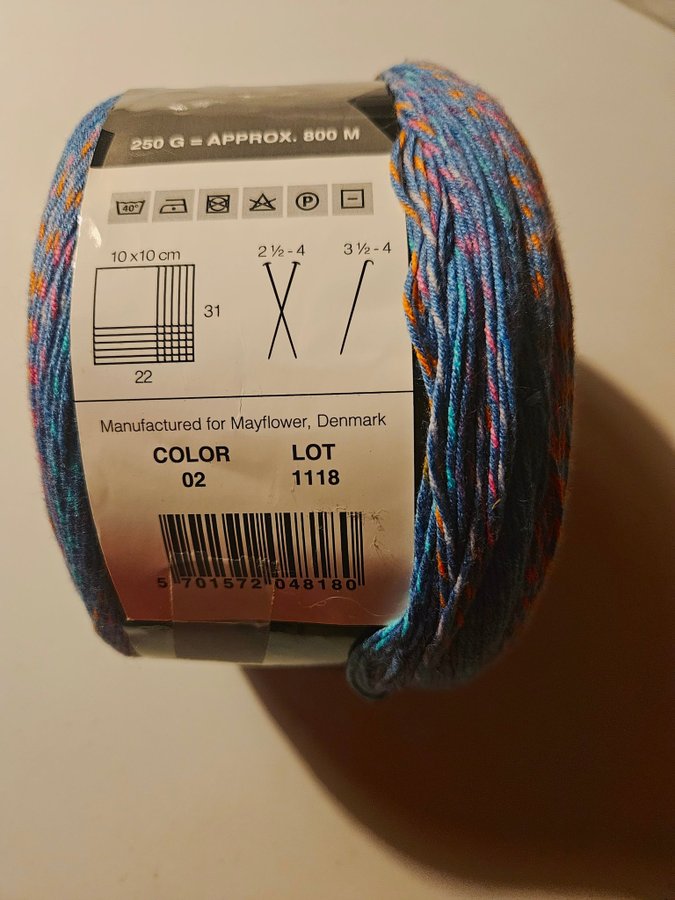 250 G = APPROX. 800 M
40°
P
10 x 10 cm
2 ½ - 4
3 ½ - 4
31
22
Manufactured for Mayflower, Denmark
COLOR LOT
02 1118
5 701572 048180